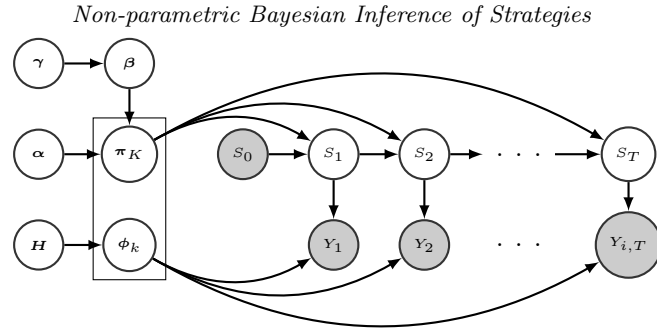 Non-parametric Bayesian Inference of Strategies
γ β
α π_K S_0 S_1 S_2 · · · S_T
H ϕ_k Y_1 Y_2 · · · Y_{i,T}